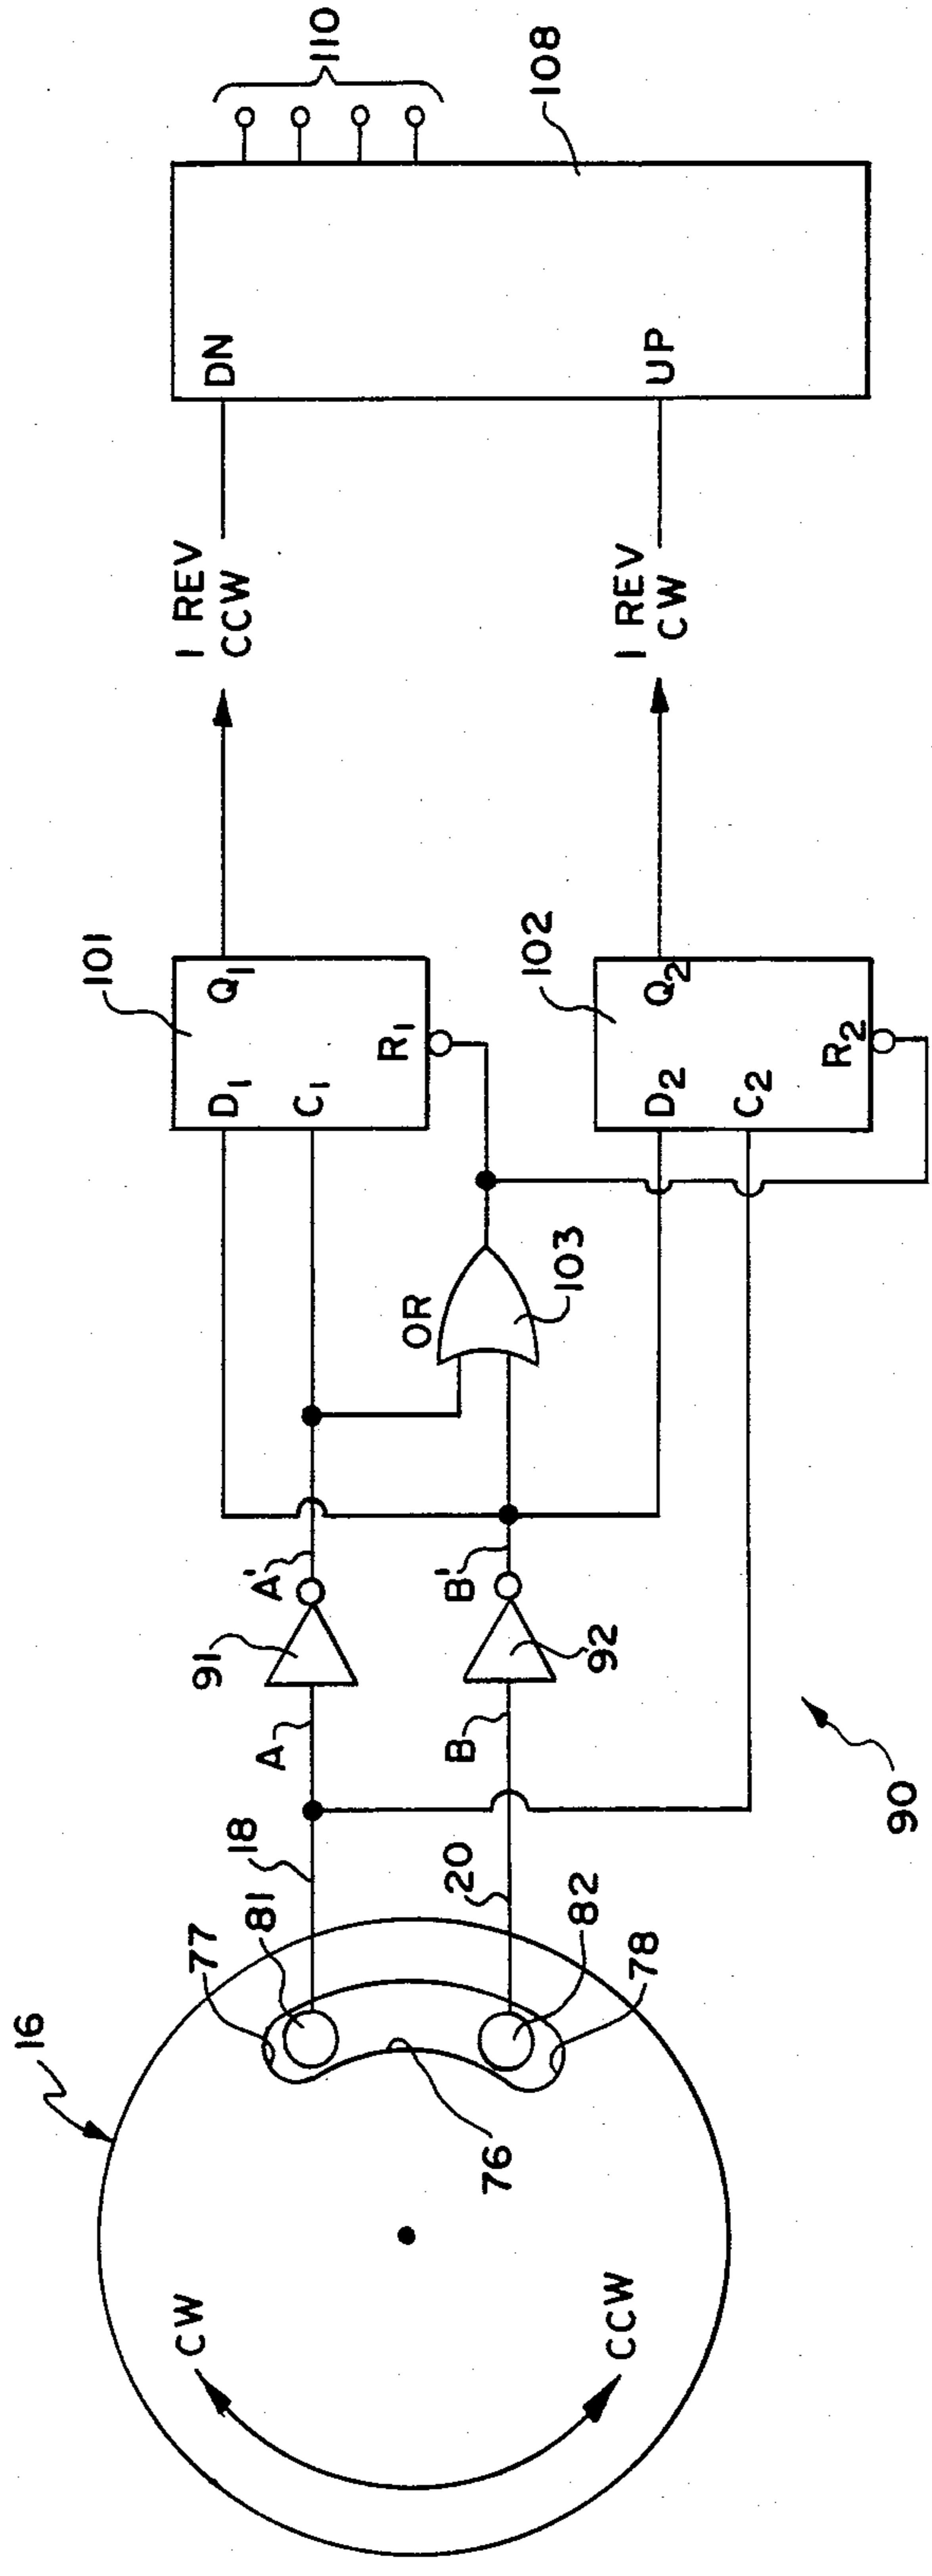 16
77
81
18
A
91
A'
OR
D1
C1
R1
Q1
101
1 REV
CCW
DN
110
CW
CCW
76
78
82
20
B
92
B'
103
D2
C2
R2
Q2
102
1 REV
CW
UP
108
90